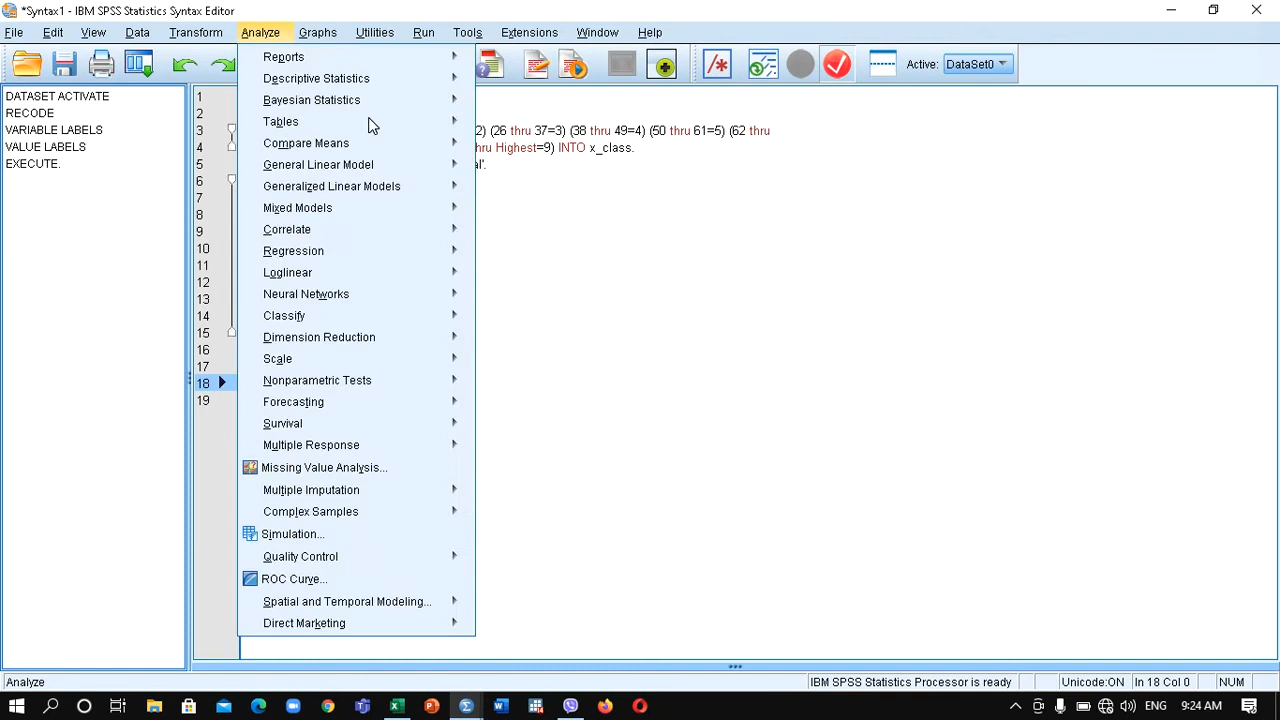 *Syntax1 - IBM SPSS Statistics Syntax Editor
File Edit View Data Transform Analyze Graphs Utilities Run Tools Extensions Window Help
Active: DataSet0
DATASET ACTIVATE
RECODE
VARIABLE LABELS
VALUE LABELS
EXECUTE.
1
2
3
4
5
6
7
8
9
10
11
12
13
14
15
16
17
18
19
Reports
Descriptive Statistics
Bayesian Statistics
Tables
Compare Means
General Linear Model
Generalized Linear Models
Mixed Models
Correlate
Regression
Loglinear
Neural Networks
Classify
Dimension Reduction
Scale
Nonparametric Tests
Forecasting
Survival
Multiple Response
Missing Value Analysis...
Multiple Imputation
Complex Samples
Simulation...
Quality Control
ROC Curve...
Spatial and Temporal Modeling...
Direct Marketing
2) (26 thru 37=3) (38 thru 49=4) (50 thru 61=5) (62 thru
hru Highest=9) INTO x_class.
al'.
Analyze IBM SPSS Statistics Processor is ready Unicode:ON In 18 Col 0 NUM
ENG 9:24 AM